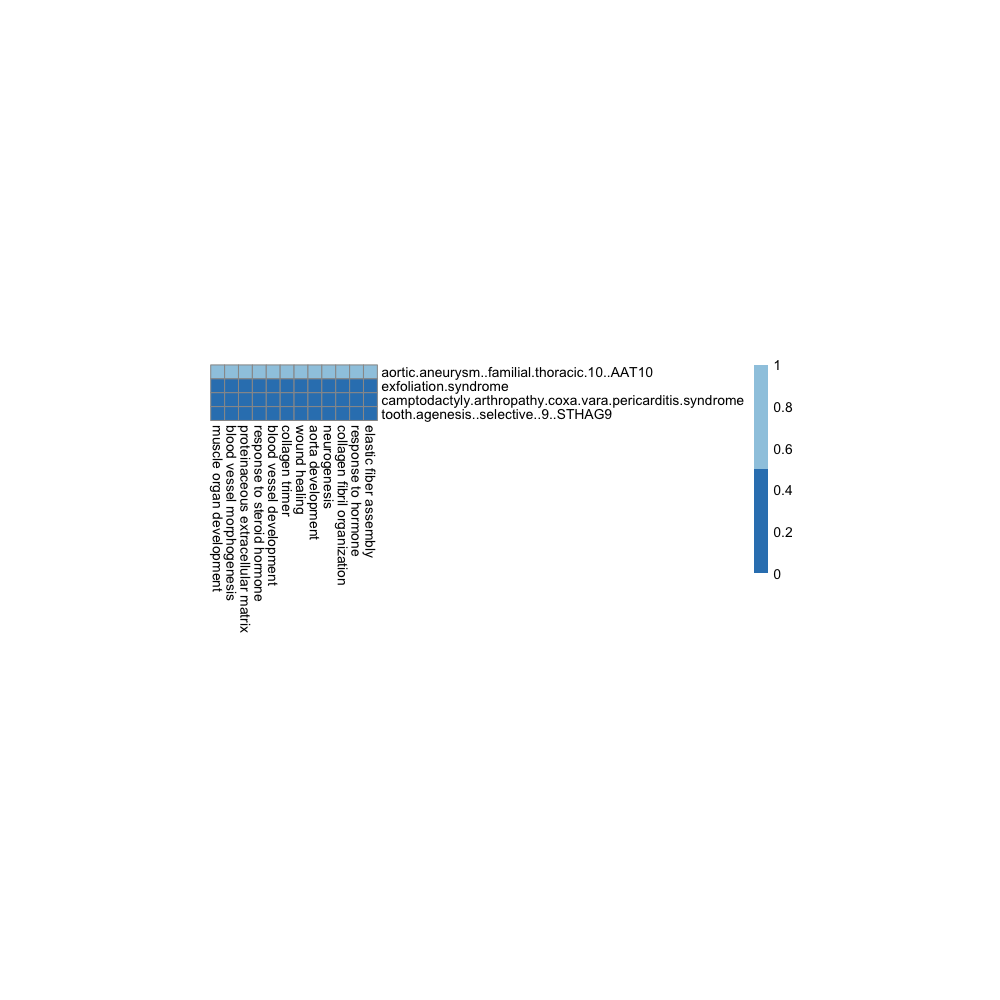 aortic.aneurysm..familial.thoracic.10..AAT10
exfoliation.syndrome
camptodactyly.arthropathy.coxa.vara.pericarditis.syndrome
tooth.agenesis..selective..9..STHAG9
muscle organ development
blood vessel morphogenesis
proteinaceous extracellular matrix
response to steroid hormone
blood vessel development
collagen trimer
wound healing
aorta development
neurogenesis
collagen fibril organization
response to hormone
elastic fiber assembly
1
0.8
0.6
0.4
0.2
0